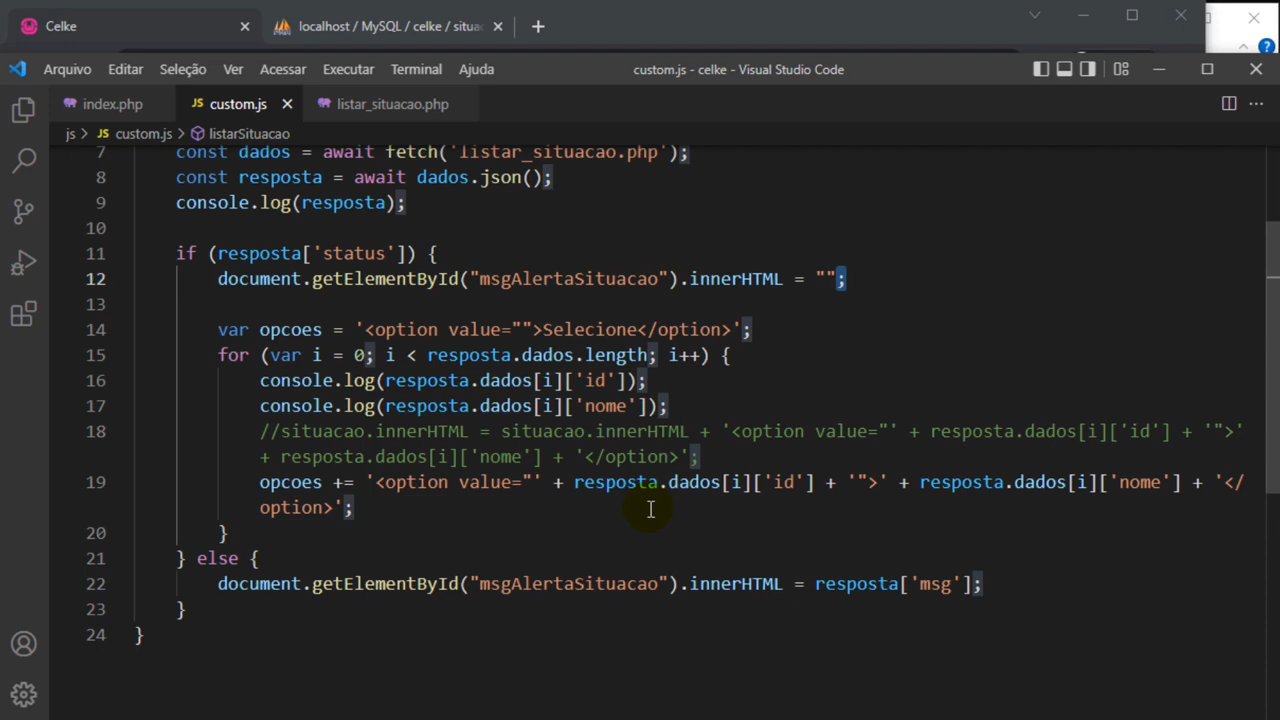 Celke
localhost / MySQL / celke / situac
Arquivo Editar Seleção Ver Acessar Executar Terminal Ajuda
custom.js - celke - Visual Studio Code
index.php
JS custom.js
listar_situacao.php
js > JS custom.js > listarSituacao
7 const dados = await fetch('listar_situacao.php');
8 const resposta = await dados.json();
9 console.log(resposta);
10
11 if (resposta['status']) {
12 document.getElementById("msgAlertaSituacao").innerHTML = "";
13
14 var opcoes = '<option value="">Selecione</option>';
15 for (var i = 0; i < resposta.dados.length; i++) {
16 console.log(resposta.dados[i]['id']);
17 console.log(resposta.dados[i]['nome']);
18 //situacao.innerHTML = situacao.innerHTML + '<option value="' + resposta.dados[i]['id'] + '">'
+ resposta.dados[i]['nome'] + '</option>';
19 opcoes += '<option value="' + resposta.dados[i]['id'] + '">' + resposta.dados[i]['nome'] + '</
option>';
20 }
21 } else {
22 document.getElementById("msgAlertaSituacao").innerHTML = resposta['msg'];
23 }
24 }